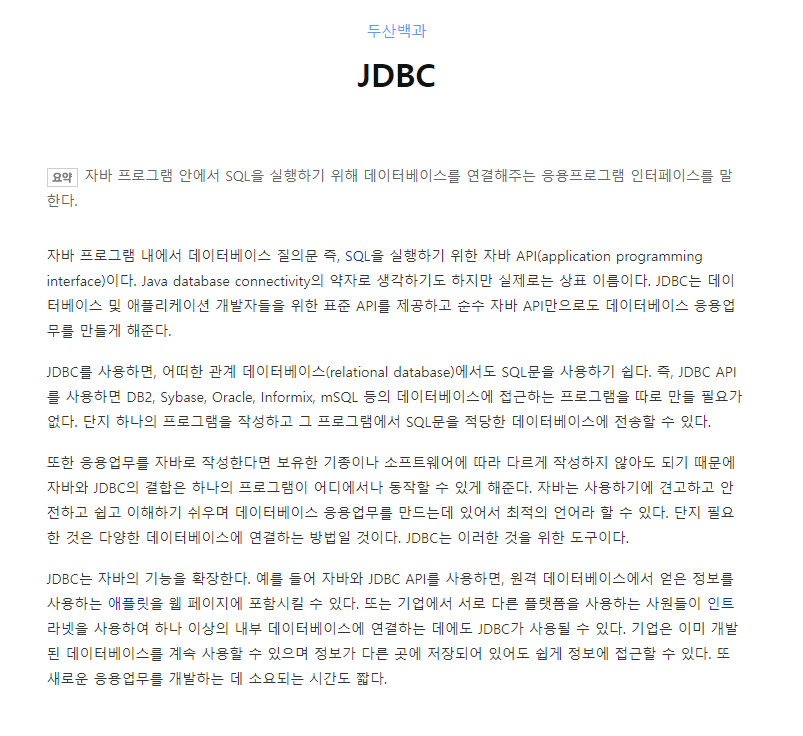 두산백과
JDBC
요약 자바 프로그램 안에서 SQL을 실행하기 위해 데이터베이스를 연결해주는 응용프로그램 인터페이스를 말
한다.
자바 프로그램 내에서 데이터베이스 질의문 즉, SQL을 실행하기 위한 자바 API(application programming
interface)이다. Java database connectivity의 약자로 생각하기도 하지만 실제로는 상표 이름이다. JDBC는 데이
터베이스 및 애플리케이션 개발자들을 위한 표준 API를 제공하고 순수 자바 API만으로도 데이터베이스 응용업
무를 만들게 해준다.
JDBC를 사용하면, 어떠한 관계 데이터베이스(relational database)에서도 SQL문을 사용하기 쉽다. 즉, JDBC API
를 사용하면 DB2, Sybase, Oracle, Informix, mSQL 등의 데이터베이스에 접근하는 프로그램을 따로 만들 필요가
없다. 단지 하나의 프로그램을 작성하고 그 프로그램에서 SQL문을 적당한 데이터베이스에 전송할 수 있다.
또한 응용업무를 자바로 작성한다면 보유한 기종이나 소프트웨어에 따라 다르게 작성하지 않아도 되기 때문에
자바와 JDBC의 결합은 하나의 프로그램이 어디에서나 동작할 수 있게 해준다. 자바는 사용하기에 견고하고 안
전하고 쉽고 이해하기 쉬우며 데이터베이스 응용업무를 만드는데 있어서 최적의 언어라 할 수 있다. 단지 필요
한 것은 다양한 데이터베이스에 연결하는 방법일 것이다. JDBC는 이러한 것을 위한 도구이다.
JDBC는 자바의 기능을 확장한다. 예를 들어 자바와 JDBC API를 사용하면, 원격 데이터베이스에서 얻은 정보를
사용하는 애플릿을 웹 페이지에 포함시킬 수 있다. 또는 기업에서 서로 다른 플랫폼을 사용하는 사원들이 인트
라넷을 사용하여 하나 이상의 내부 데이터베이스에 연결하는 데에도 JDBC가 사용될 수 있다. 기업은 이미 개발
된 데이터베이스를 계속 사용할 수 있으며 정보가 다른 곳에 저장되어 있어도 쉽게 정보에 접근할 수 있다. 또
새로운 응용업무를 개발하는 데 소요되는 시간도 짧다.